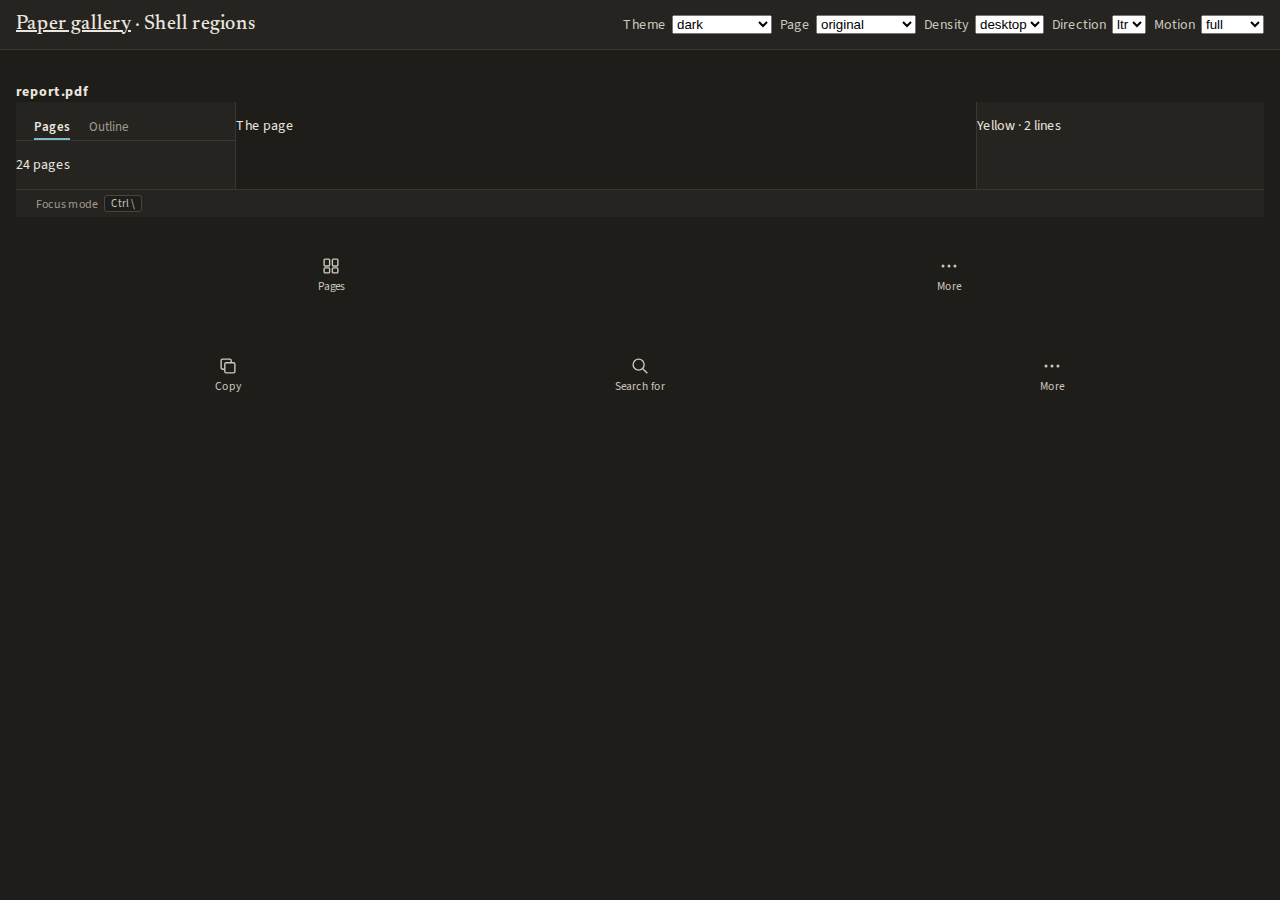 Paper gallery · Shell regions
Theme dark Page original Density desktop Direction ltr Motion full
report.pdf
Pages Outline
The page
Yellow · 2 lines
24 pages
Focus mode Ctrl \
Pages
More
Copy
Search for
More